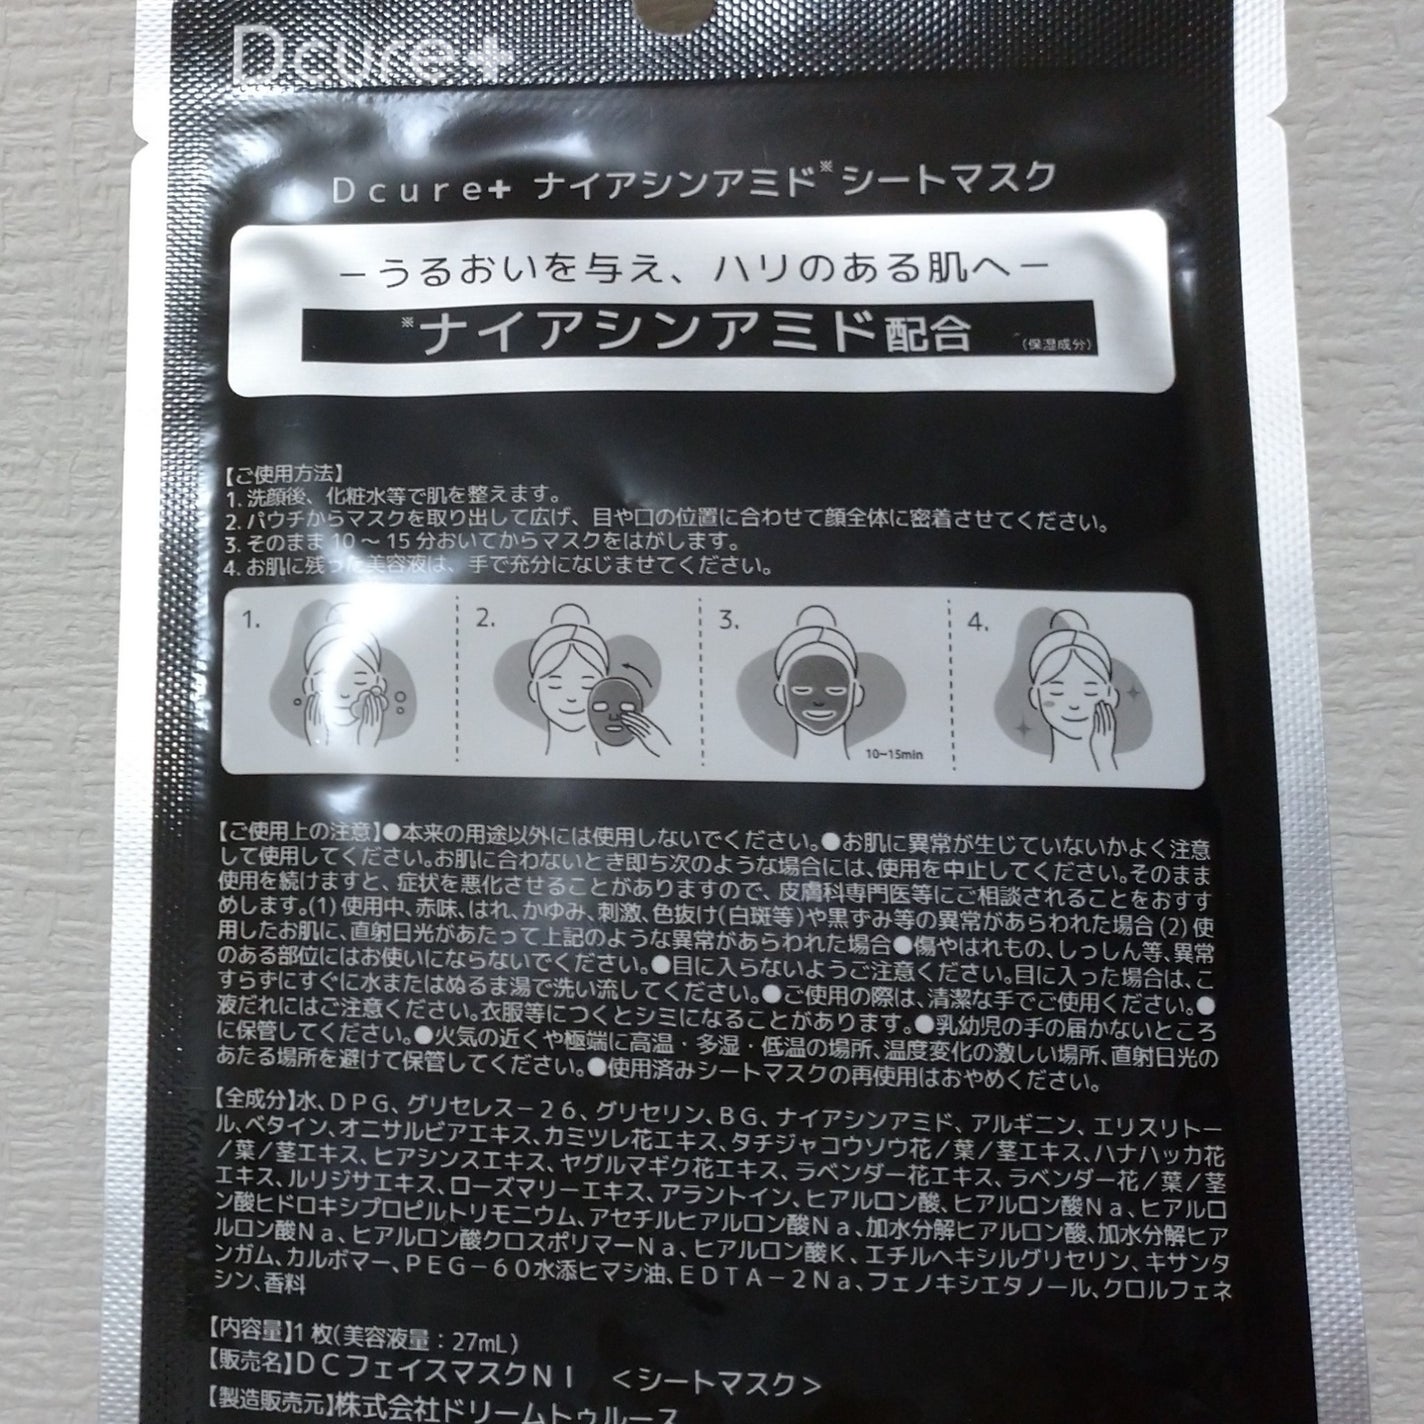 Dcure+
Dcure+ ナイアシンアミド※シートマスク
－うるおいを与え、ハリのある肌へ－
※ナイアシンアミド配合 (保湿成分)
【ご使用方法】
1. 洗顔後、化粧水等で肌を整えます。
2. パウチからマスクを取り出して広げ、目や口の位置に合わせて顔全体に密着させてください。
3. そのまま 10 ～ 15 分おいてからマスクをはがします。
4. お肌に残った美容液は、手で充分になじませてください。
1. 2. 3. 4.
10~15min
【ご使用上の注意】●本来の用途以外には使用しないでください。●お肌に異常が生じていないかよく注意
して使用してください。お肌に合わないとき即ち次のような場合には、使用を中止してください。そのまま
使用を続けますと、症状を悪化させることがありますので、皮膚科専門医等にご相談されることをおすす
めします。(1) 使用中、赤味、はれ、かゆみ、刺激、色抜け(白斑等)や黒ずみ等の異常があらわれた場合 (2) 使
用したお肌に、直射日光があたって上記のような異常があらわれた場合●傷やはれもの、しっしん等、異常
のある部位にはお使いにならないでください。●目に入らないようご注意ください。目に入った場合は、こ
すらずにすぐに水またはぬるま湯で洗い流してください。●ご使用の際は、清潔な手でご使用ください。●
液だれにはご注意ください。衣服等につくとシミになることがあります。●乳幼児の手の届かないところ
に保管してください。●火気の近くや極端に高温・多湿・低温の場所、温度変化の激しい場所、直射日光の
あたる場所を避けて保管してください。●使用済みシートマスクの再使用はおやめください。
【全成分】水、ＤＰＧ、グリセレス－２６、グリセリン、ＢＧ、ナイアシンアミド、アルギニン、エリスリトー
ル、ベタイン、オニサルビアエキス、カミツレ花エキス、タチジャコウソウ花／葉／茎エキス、ハナハッカ花
／葉／茎エキス、ヒアシンスエキス、ヤグルマギク花エキス、ラベンダー花エキス、ラベンダー花／葉／茎
エキス、ルリジサエキス、ローズマリーエキス、アラントイン、ヒアルロン酸、ヒアルロン酸Ｎａ、ヒアルロ
ン酸ヒドロキシプロピルトリモニウム、アセチルヒアルロン酸Ｎａ、加水分解ヒアルロン酸、加水分解ヒア
ルロン酸Ｎａ、ヒアルロン酸クロスポリマーＮａ、ヒアルロン酸Ｋ、エチルヘキシルグリセリン、キサンタ
ンガム、カルボマー、ＰＥＧ－６０水添ヒマシ油、ＥＤＴＡ－２Ｎａ、フェノキシエタノール、クロルフェネ
シン、香料
【内容量】1 枚(美容液量：27mL)
【販売名】ＤＣフェイスマスクＮＩ ＜シートマスク＞
【製造販売元】株式会社ドリームトゥルース